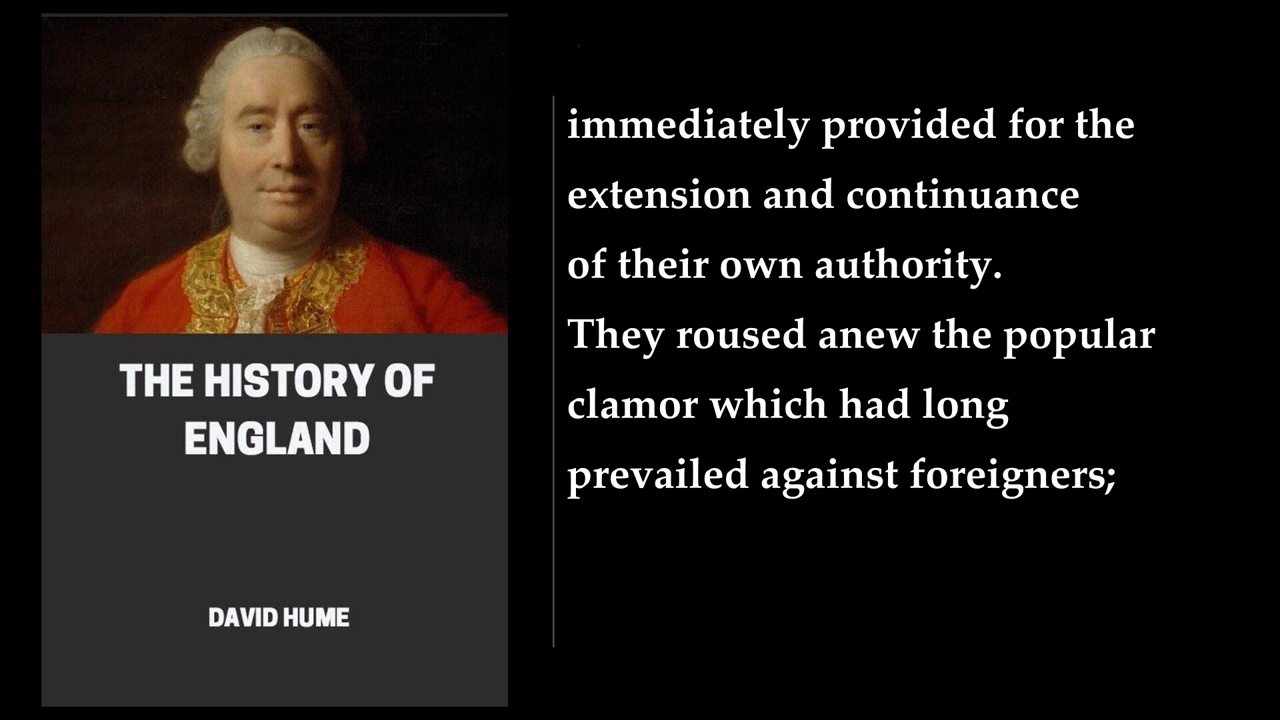 THE HISTORY OF
ENGLAND
DAVID HUME
immediately provided for the
extension and continuance
of their own authority.
They roused anew the popular
clamor which had long
prevailed against foreigners;